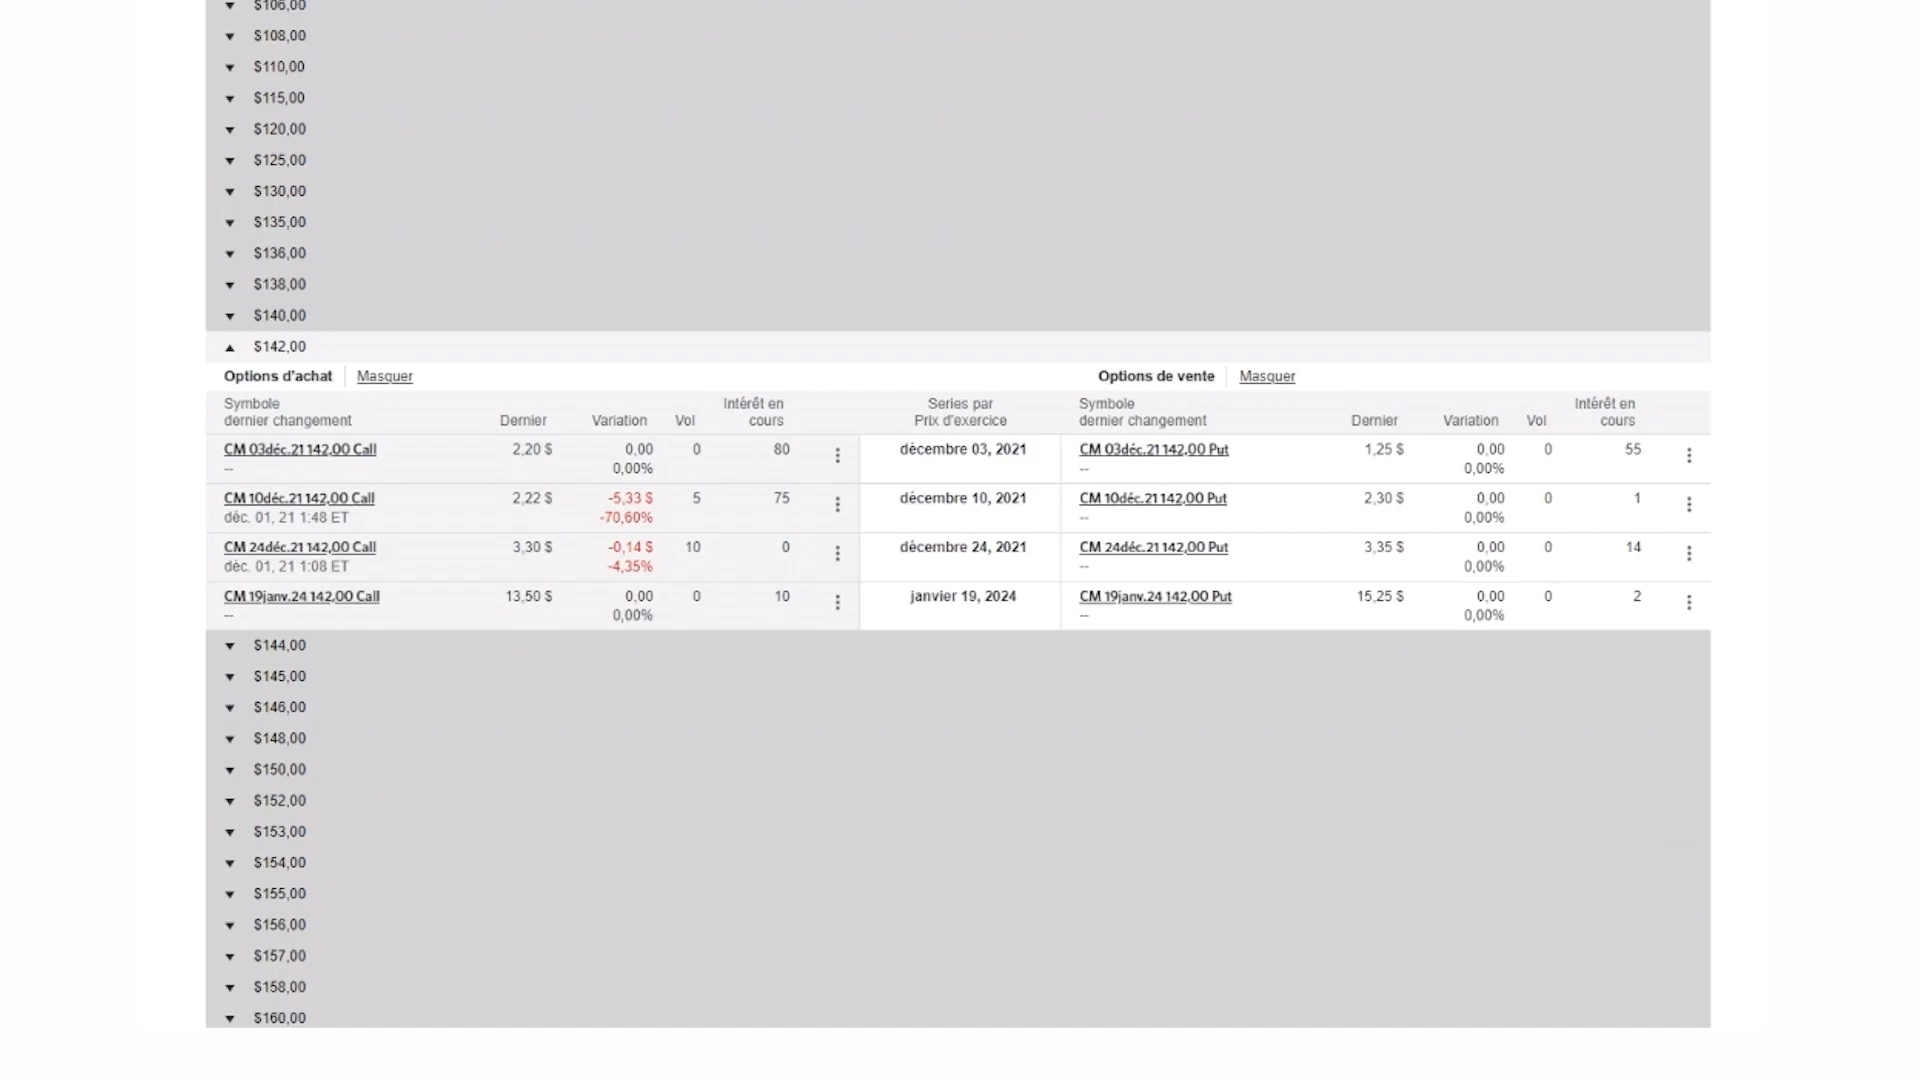 $106,00
$108,00
$110,00
$115,00
$120,00
$125,00
$130,00
$135,00
$136,00
$138,00
$140,00
$142,00
Options d'achat Masquer Options de vente Masquer
Symbole Intérêt en Series par Symbole Intérêt en
dernier changement Dernier Variation Vol cours Prix d'exercice dernier changement Dernier Variation Vol cours
CM 03déc.21 142,00 Call 2,20 $ 0,00 0 80 décembre 03, 2021 CM 03déc.21 142,00 Put 1,25 $ 0,00 0 55
-- 0,00% -- 0,00%
CM 10déc.21 142,00 Call 2,22 $ -5,33 $ 5 75 décembre 10, 2021 CM 10déc.21 142,00 Put 2,30 $ 0,00 0 1
déc. 01, 21 1:48 ET -70,60% -- 0,00%
CM 24déc.21 142,00 Call 3,30 $ -0,14 $ 10 0 décembre 24, 2021 CM 24déc.21 142,00 Put 3,35 $ 0,00 0 14
déc. 01, 21 1:08 ET -4,35% -- 0,00%
CM 19janv.24 142,00 Call 13,50 $ 0,00 0 10 janvier 19, 2024 CM 19janv.24 142,00 Put 15,25 $ 0,00 0 2
-- 0,00% -- 0,00%
$144,00
$145,00
$146,00
$148,00
$150,00
$152,00
$153,00
$154,00
$155,00
$156,00
$157,00
$158,00
$160,00